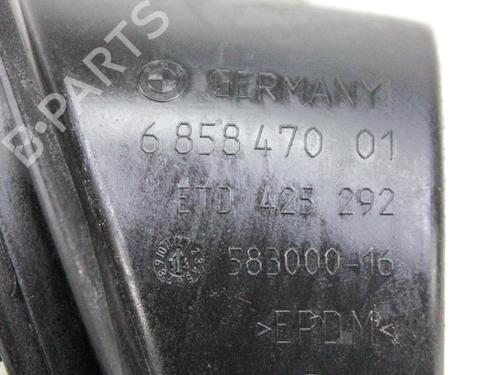 B-PARTS
GERMANY
6 858 470 01
ETD 425 292
583000-16
>EPDM<